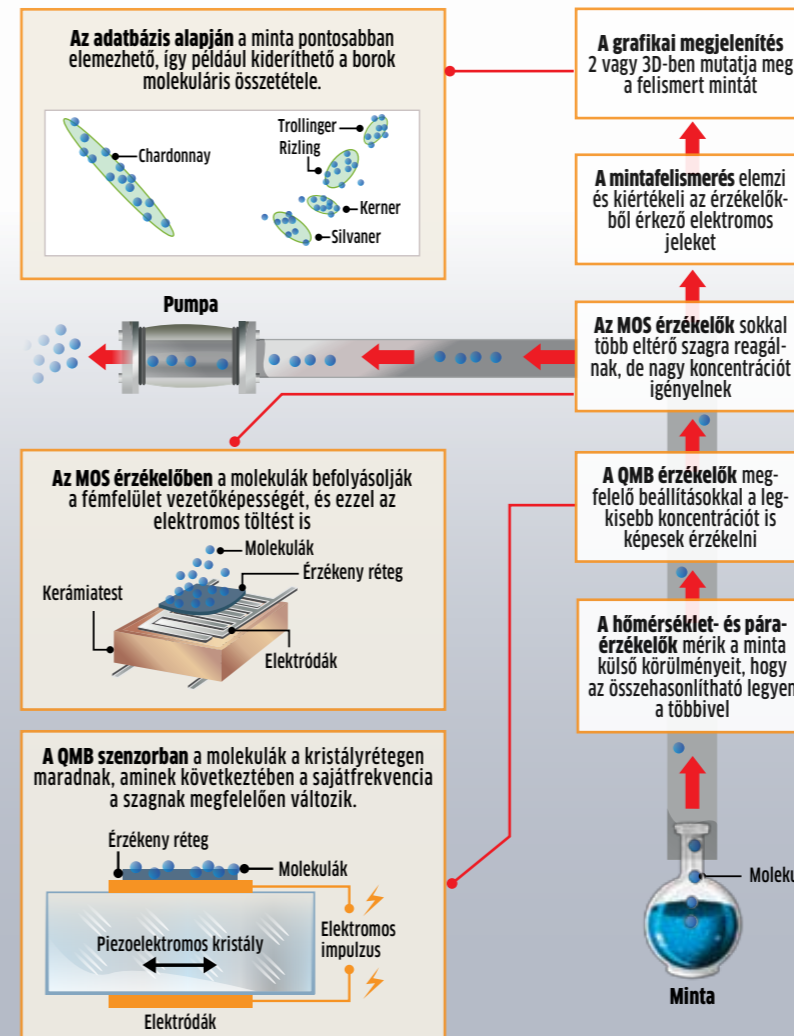 Az adatbázis alapján a minta pontosabban
elemezhető, így például kideríthető a borok
molekuláris összetétele.
Chardonnay
Trollinger
Rizling
Kerner
Silvaner
A grafikai megjelenítés
2 vagy 3D-ben mutatja meg
a felismert mintát
A mintafelismerés elemzi
és kiértékeli az érzékelők-
ből érkező elektromos
jeleket
Pumpa
Az MOS érzékelők sokkal
több eltérő szagra reagál-
nak, de nagy koncentrációt
igényelnek
Az MOS érzékelőben a molekulák befolyásolják
a fémfelület vezetőképességét, és ezzel az
elektromos töltést is
Molekulák
Érzékeny réteg
Kerámiatest
Elektródák
A QMB érzékelők meg-
felelő beállításokkal a leg-
kisebb koncentrációt is
képesek érzékelni
A hőmérséklet- és pára-
érzékelők mérik a minta
külső körülményeit, hogy
az összehasonlítható legyen
a többivel
A QMB szenzorban a molekulák a kristályrétegen
maradnak, aminek következtében a sajátfrekvencia
a szagnak megfelelően változik.
Érzékeny réteg
Molekulák
Piezoelektromos kristály
Elektromos
impulzus
Elektródák
Moleku
Minta